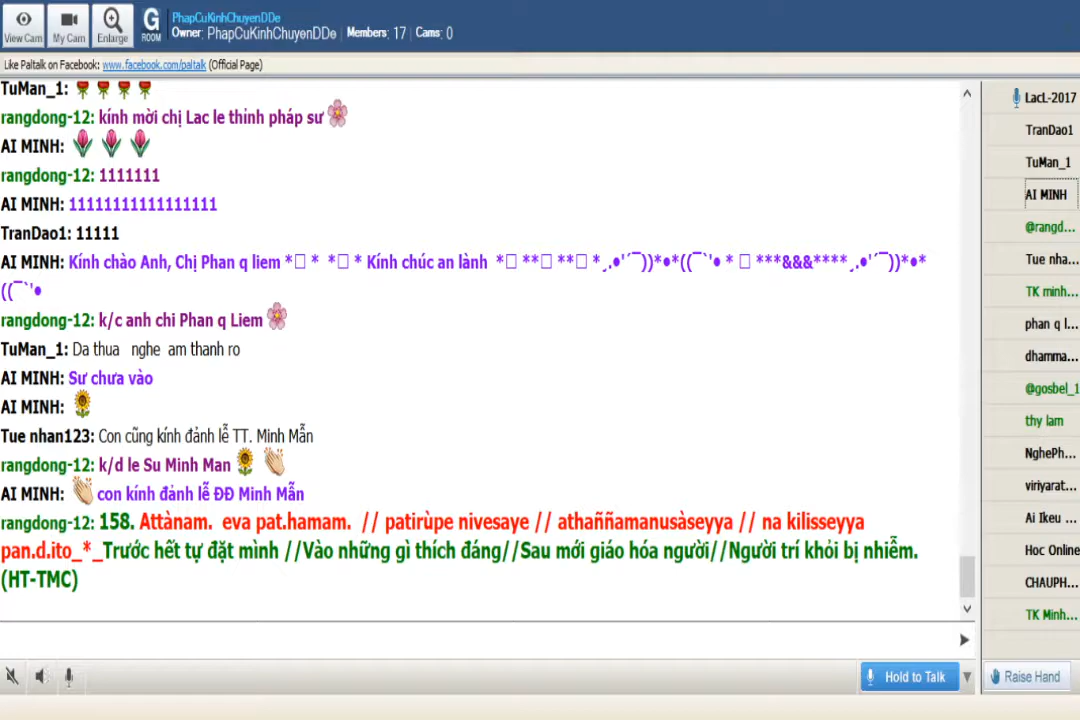 View Cam
My Cam
Enlarge
G
ROOM
PhapCuKinhChuyenDDe
Owner: PhapCuKinhChuyenDDe | Members: 17 | Cams: 0
Like Paltalk on Facebook: www.facebook.com/paltalk (Official Page)
TuMan_1:
rangdong-12: kính mời chị Lac le thỉnh pháp sư
AI MINH:
rangdong-12: 1111111
AI MINH: 11111111111111111
TranDao1: 11111
AI MINH: Kính chào Anh, Chị Phan q liem *□ * *□ * Kính chúc an lành *□ **□ **□ *¸.•'´¯))*•*((¯`'• * □ ***&&&****¸.•'´¯))*•*
((¯`'•
rangdong-12: k/c anh chi Phan q Liem
TuMan_1: Da thua nghe am thanh ro
AI MINH: Sư chưa vào
AI MINH:
Tue nhan123: Con cũng kính đảnh lễ TT. Minh Mẫn
rangdong-12: k/d le Su Minh Man
AI MINH: con kính đảnh lễ ĐĐ Minh Mẫn
rangdong-12: 158. Attànam. eva pat.hamam. // patirùpe nivesaye // athaññamanusàseyya // na kilisseyya
pan.d.ito_*_Trước hết tự đặt mình //Vào những gì thích đáng//Sau mới giáo hóa người//Người trí khỏi bị nhiễm.
(HT-TMC)
LacL-2017
TranDao1
TuMan_1
AI MINH
@rangd...
Tue nha...
TK minh...
phan q l...
dhamma...
@gosbel_1
thy lam
NghePh...
viriyarat...
Ai Ikeu ...
Hoc Online
CHAUPH...
TK Minh...
Hold to Talk
Raise Hand